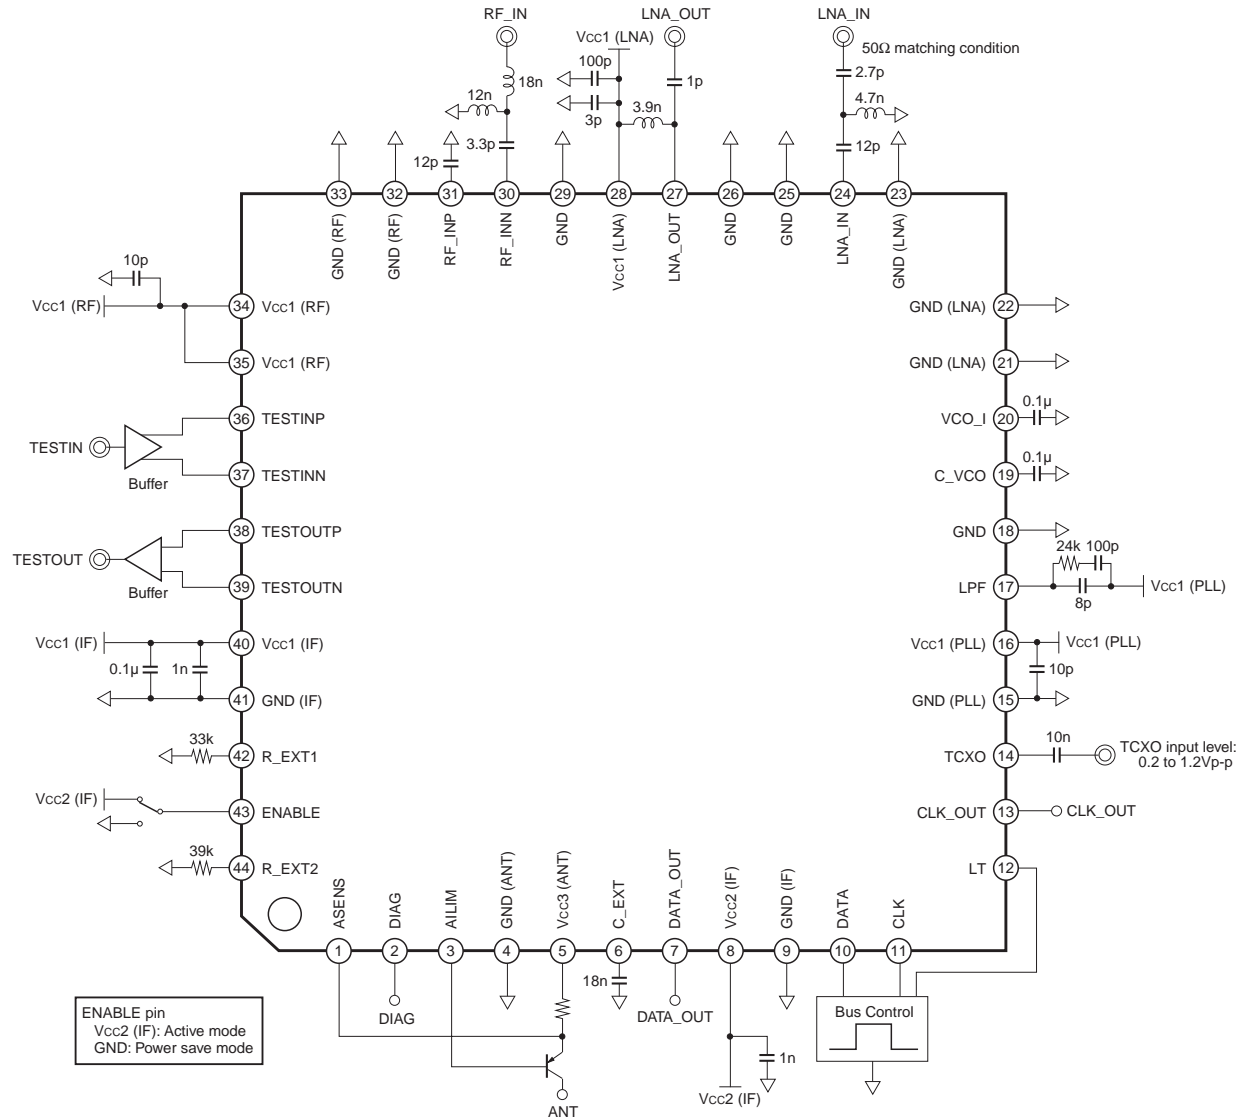 RF_IN
LNA_OUT
LNA_IN
Vcc1 (LNA)
50Ω matching condition
100p
18n
1p
2.7p
12n
3p
3.9n
4.7n
12p
3.3p
12p
33
32
31
30
29
28
27
26
25
24
23
GND (RF)
GND (RF)
RF_INP
RF_INN
GND
Vcc1 (LNA)
LNA_OUT
GND
GND
LNA_IN
GND (LNA)
10p
Vcc1 (RF)
34
Vcc1 (RF)
35
Vcc1 (RF)
36
TESTINP
TESTIN
Buffer
37
TESTINN
38
TESTOUTP
TESTOUT
Buffer
39
TESTOUTN
Vcc1 (IF)
40
Vcc1 (IF)
0.1µ
1n
41
GND (IF)
33k
42
R_EXT1
Vcc2 (IF)
43
ENABLE
39k
44
R_EXT2
GND (LNA)
22
GND (LNA)
21
VCO_I
20
0.1µ
C_VCO
19
0.1µ
GND
18
24k
100p
LPF
17
8p
Vcc1 (PLL)
Vcc1 (PLL)
16
Vcc1 (PLL)
10p
GND (PLL)
15
10n
TCXO
14
TCXO input level:
0.2 to 1.2Vp-p
CLK_OUT
13
CLK_OUT
LT
12
ASENS
DIAG
AILIM
GND (ANT)
Vcc3 (ANT)
C_EXT
DATA_OUT
Vcc2 (IF)
GND (IF)
DATA
CLK
1
2
3
4
5
6
7
8
9
10
11
18n
DIAG
DATA_OUT
Bus Control
1n
ANT
Vcc2 (IF)
ENABLE pin
Vcc2 (IF): Active mode
GND: Power save mode